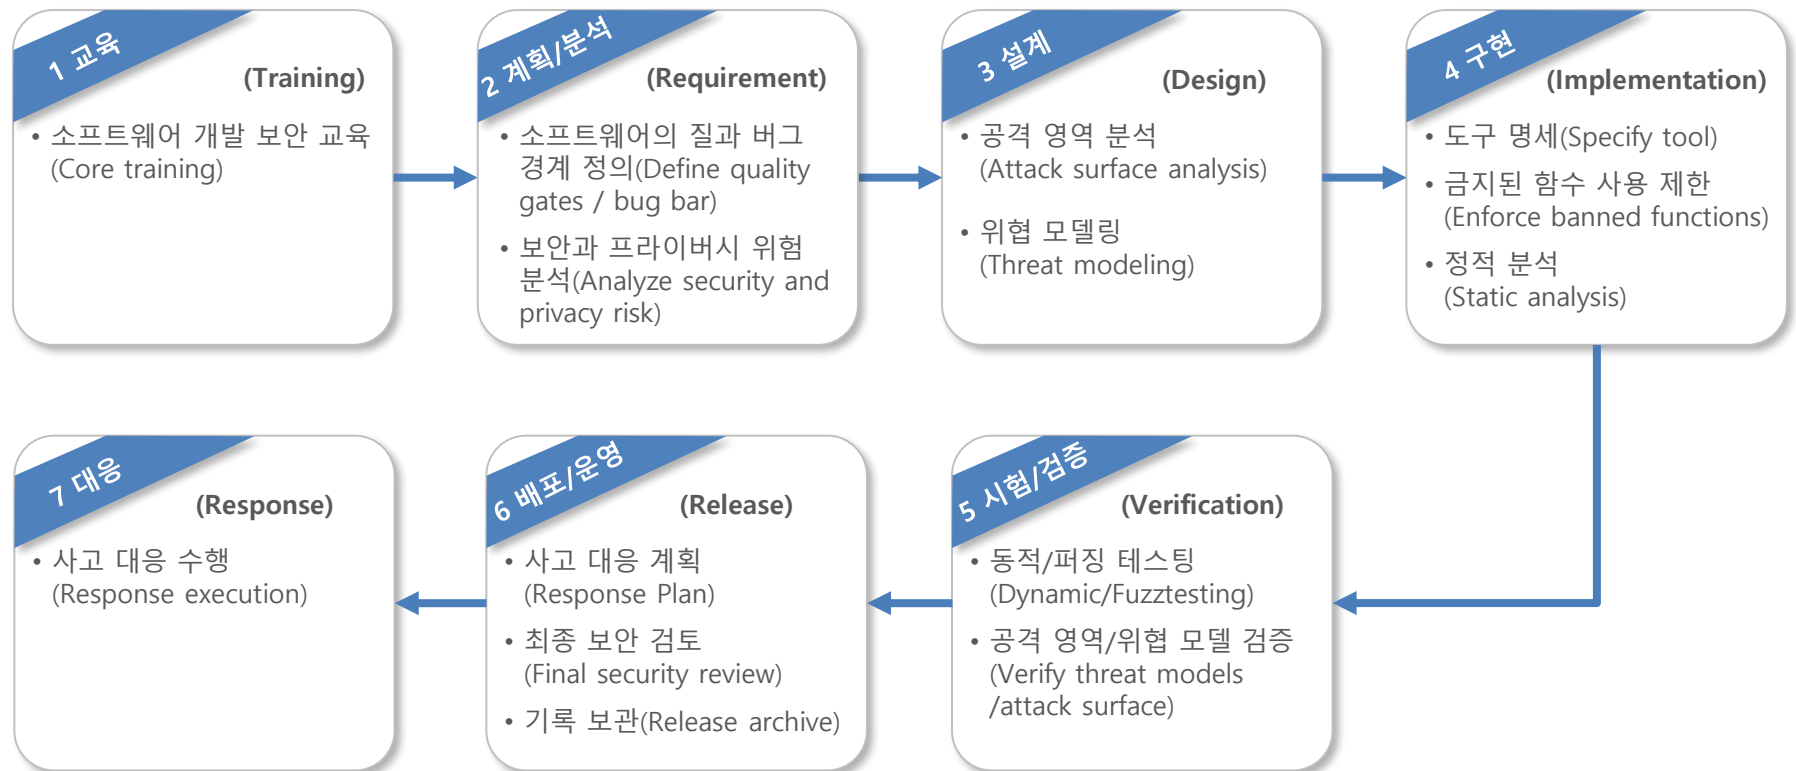 1 교육
(Training)
• 소프트웨어 개발 보안 교육
(Core training)
2 계획/분석
(Requirement)
• 소프트웨어의 질과 버그
경계 정의(Define quality
gates / bug bar)
• 보안과 프라이버시 위험
분석(Analyze security and
privacy risk)
3 설계
(Design)
• 공격 영역 분석
(Attack surface analysis)
• 위협 모델링
(Threat modeling)
4 구현
(Implementation)
• 도구 명세(Specify tool)
• 금지된 함수 사용 제한
(Enforce banned functions)
• 정적 분석
(Static analysis)
5 시험/검증
(Verification)
• 동적/퍼징 테스팅
(Dynamic/Fuzztesting)
• 공격 영역/위협 모델 검증
(Verify threat models
/attack surface)
6 배포/운영
(Release)
• 사고 대응 계획
(Response Plan)
• 최종 보안 검토
(Final security review)
• 기록 보관(Release archive)
7 대응
(Response)
• 사고 대응 수행
(Response execution)